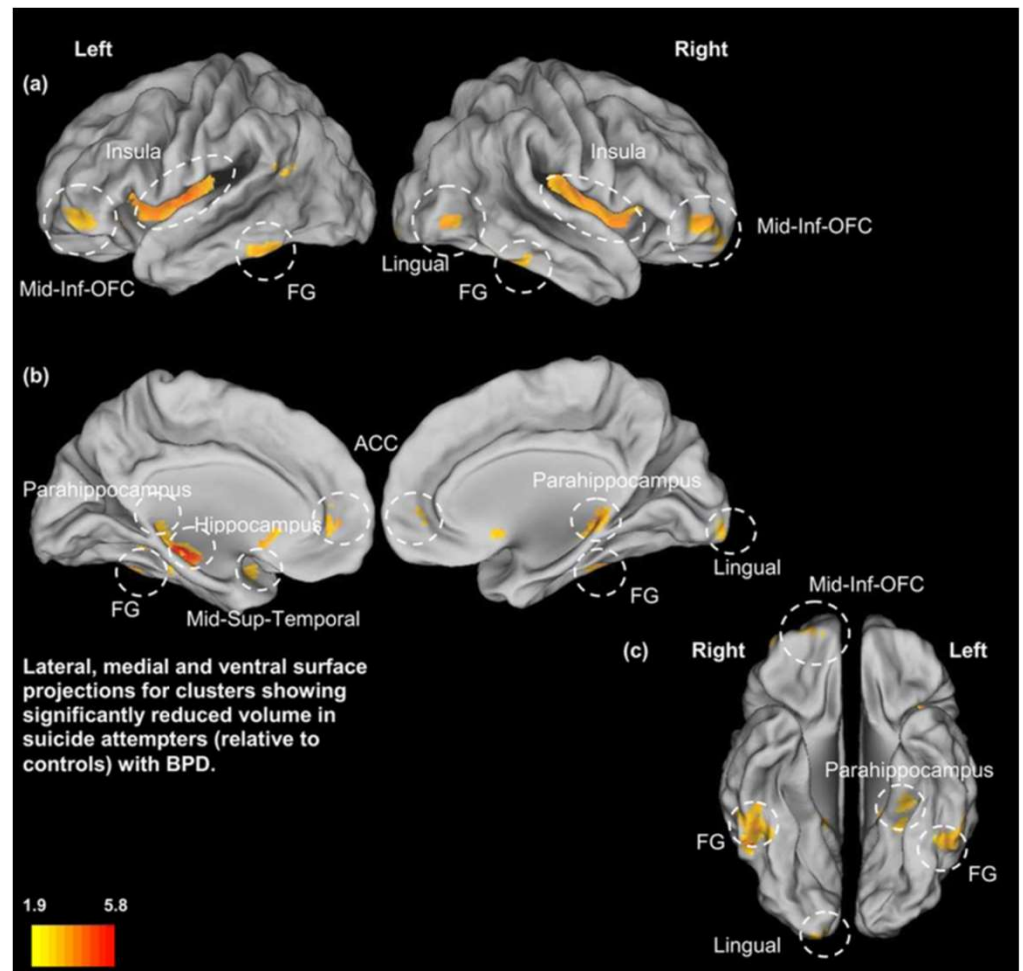 Left
Right
(a)
Insula
Insula
Mid-Inf-OFC
Lingual
Mid-Inf-OFC
FG
FG
(b)
ACC
Parahippocampus
Parahippocampus
Hippocampus
Lingual
FG
Mid-Sup-Temporal
FG
Mid-Inf-OFC
(c)
Right
Left
Lateral, medial and ventral surface
projections for clusters showing
significantly reduced volume in
suicide attempters (relative to
controls) with BPD.
Parahippocampus
FG
FG
1.9 5.8
Lingual